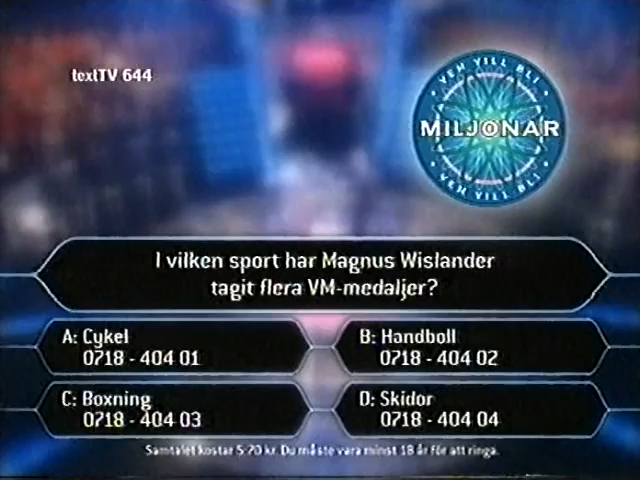 textTV 644
VEM VILL BLI
MILJONÄR
VEM VILL BLI
I vilken sport har Magnus Wislander
tagit flera VM-medaljer?
A: Cykel
0718 - 404 01
B: Handboll
0718 - 404 02
C: Boxning
0718 - 404 03
D: Skidor
0718 - 404 04
Samtalet kostar 5:20 kr. Du måste vara minst 18 år för att ringa.